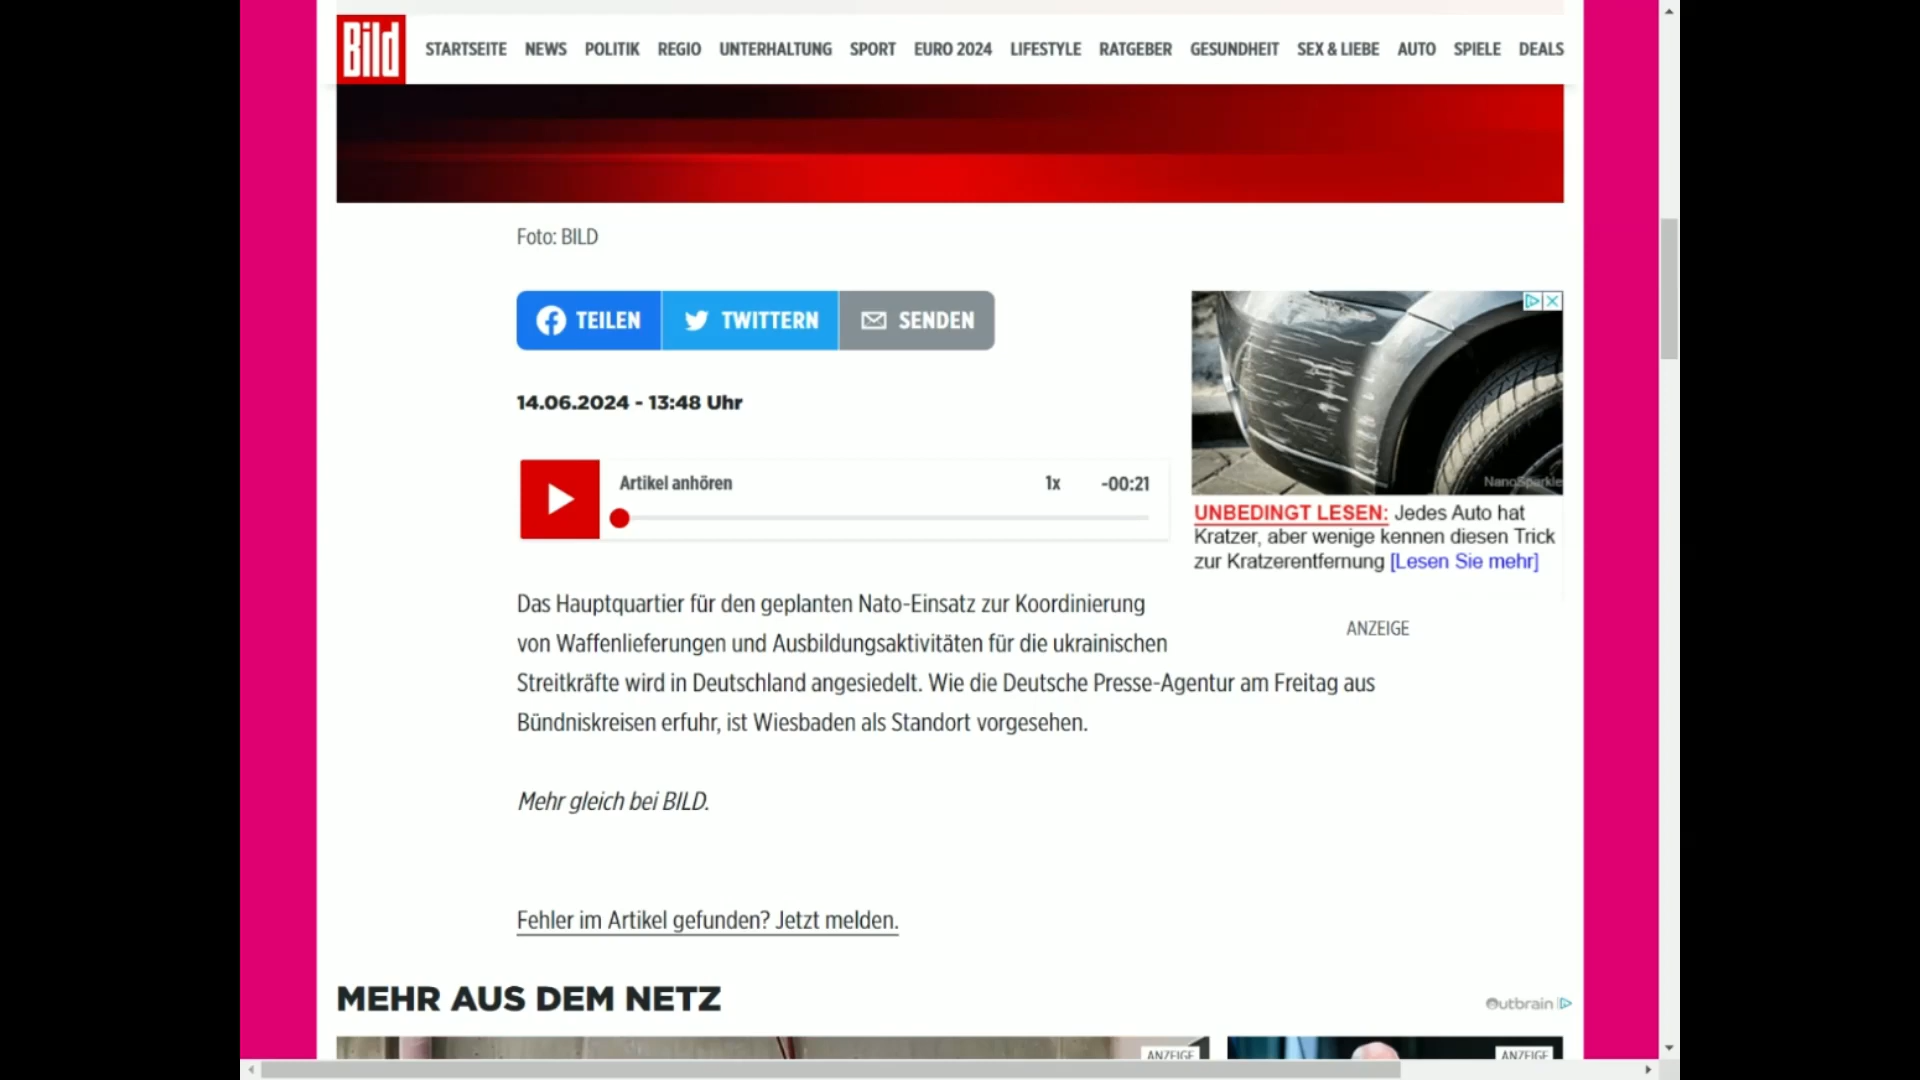 Bild
STARTSEITE NEWS POLITIK REGIO UNTERHALTUNG SPORT EURO 2024 LIFESTYLE RATGEBER GESUNDHEIT SEX & LIEBE AUTO SPIELE DEALS
Foto: BILD
TEILEN TWITTERN SENDEN
14.06.2024 - 13:48 Uhr
Artikel anhören 1x -00:21
NanoSparkle
UNBEDINGT LESEN: Jedes Auto hat
Kratzer, aber wenige kennen diesen Trick
zur Kratzerentfernung [Lesen Sie mehr]
ANZEIGE
Das Hauptquartier für den geplanten Nato-Einsatz zur Koordinierung
von Waffenlieferungen und Ausbildungsaktivitäten für die ukrainischen
Streitkräfte wird in Deutschland angesiedelt. Wie die Deutsche Presse-Agentur am Freitag aus
Bündniskreisen erfuhr, ist Wiesbaden als Standort vorgesehen.
Mehr gleich bei BILD.
Fehler im Artikel gefunden? Jetzt melden.
MEHR AUS DEM NETZ
Outbrain
ANZEIGE ANZEIGE